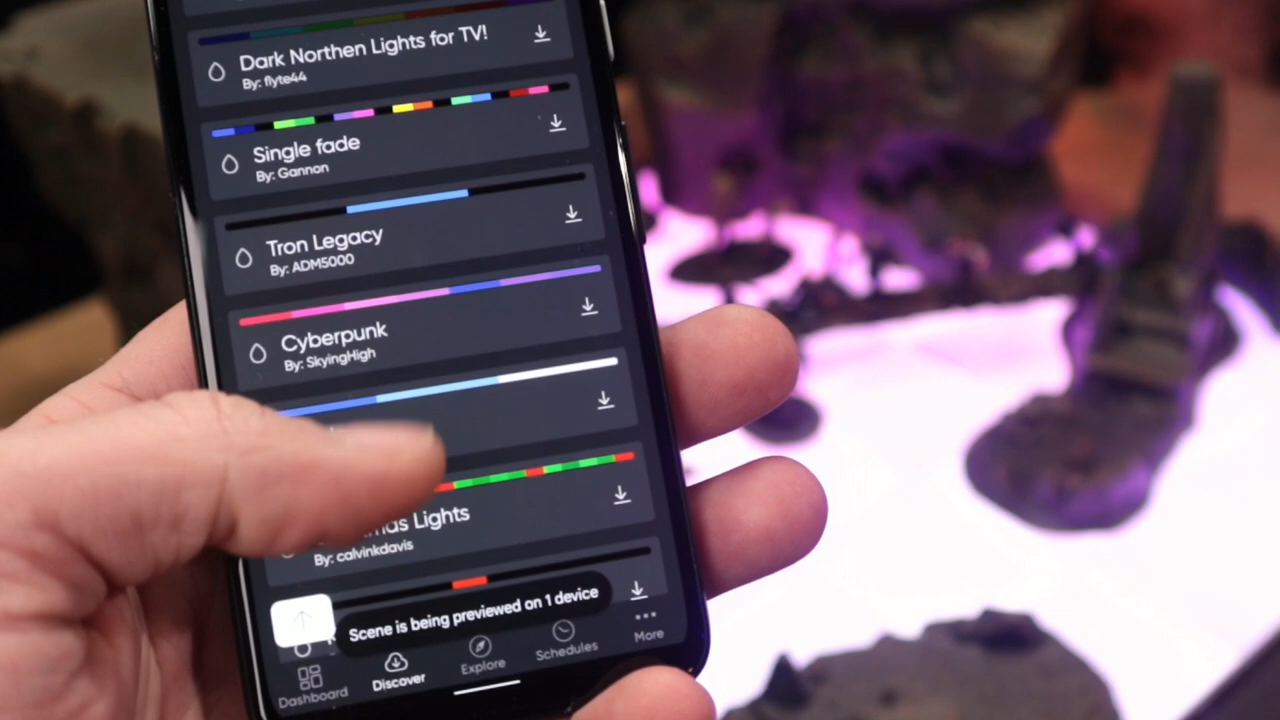 Dark Northen Lights for TV!
By: flyte44
Single fade
By: Gannon
Tron Legacy
By: ADM5000
Cyberpunk
By: SkyingHigh
Lights
By: calvinkdavis
Scene is being previewed on 1 device
Dashboard
Discover
Explore
Schedules
More